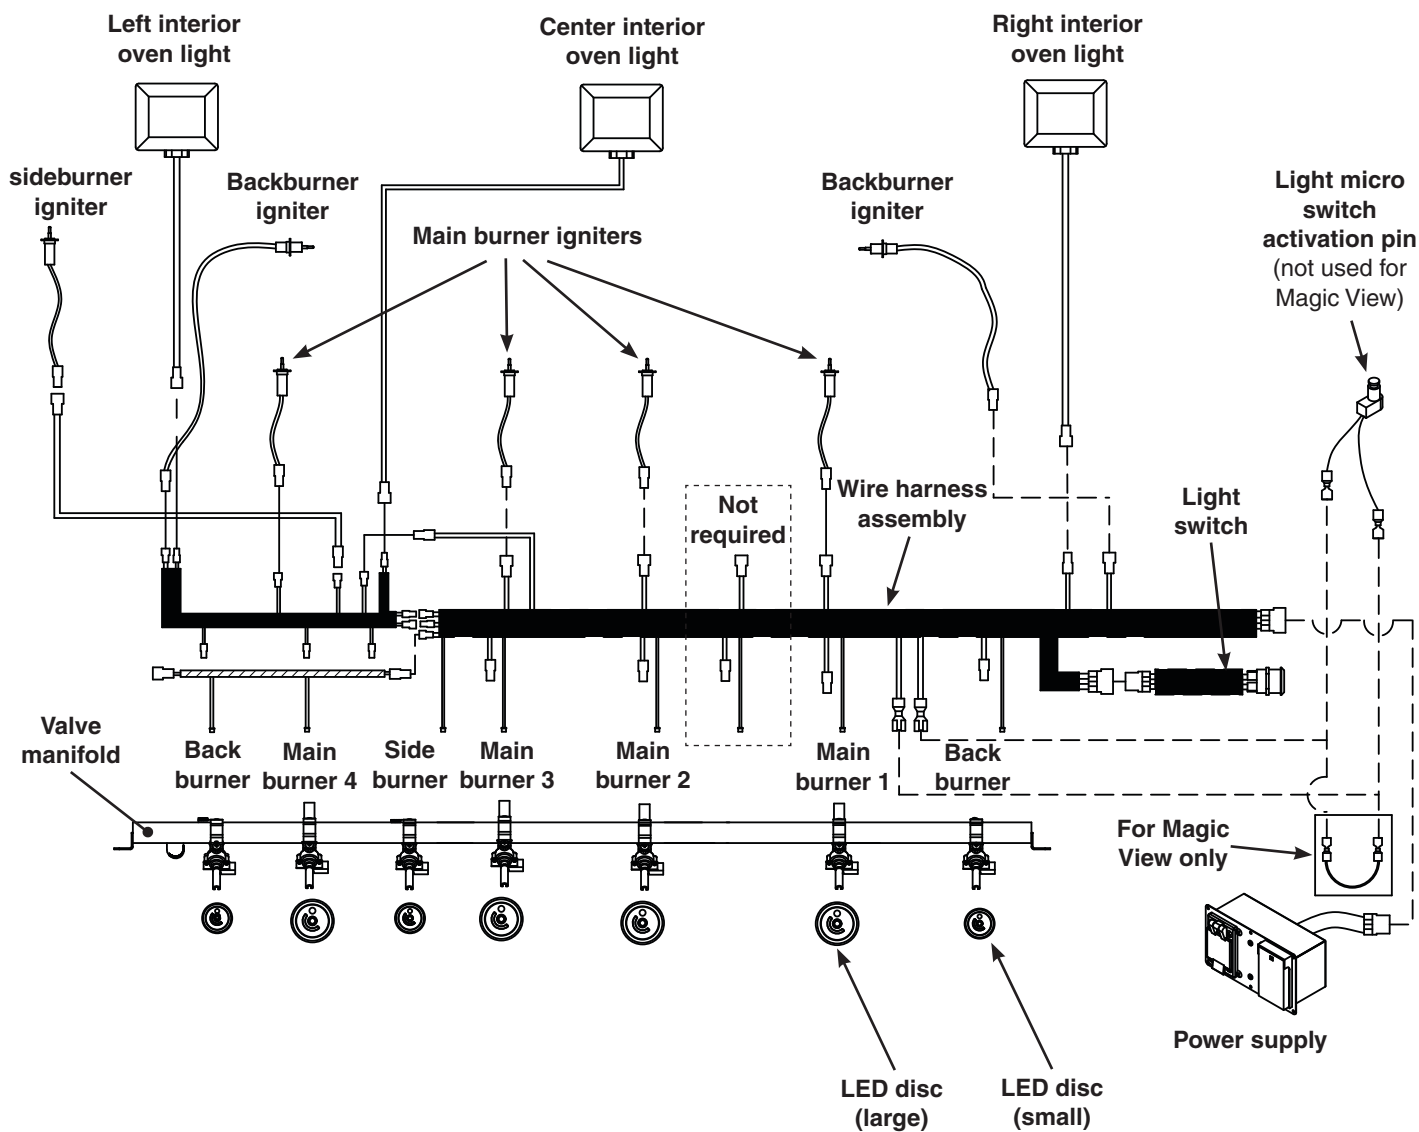 Left interior
oven light
Center interior
oven light
Right interior
oven light
sideburner
igniter
Backburner
igniter
Main burner igniters
Backburner
igniter
Light micro
switch
activation pin
(not used for
Magic View)
Not
required
Wire harness
assembly
Light
switch
Valve
manifold
Back
burner
Main
burner 4
Side
burner
Main
burner 3
Main
burner 2
Main
burner 1
Back
burner
For Magic
View only
Power supply
LED disc
(large)
LED disc
(small)